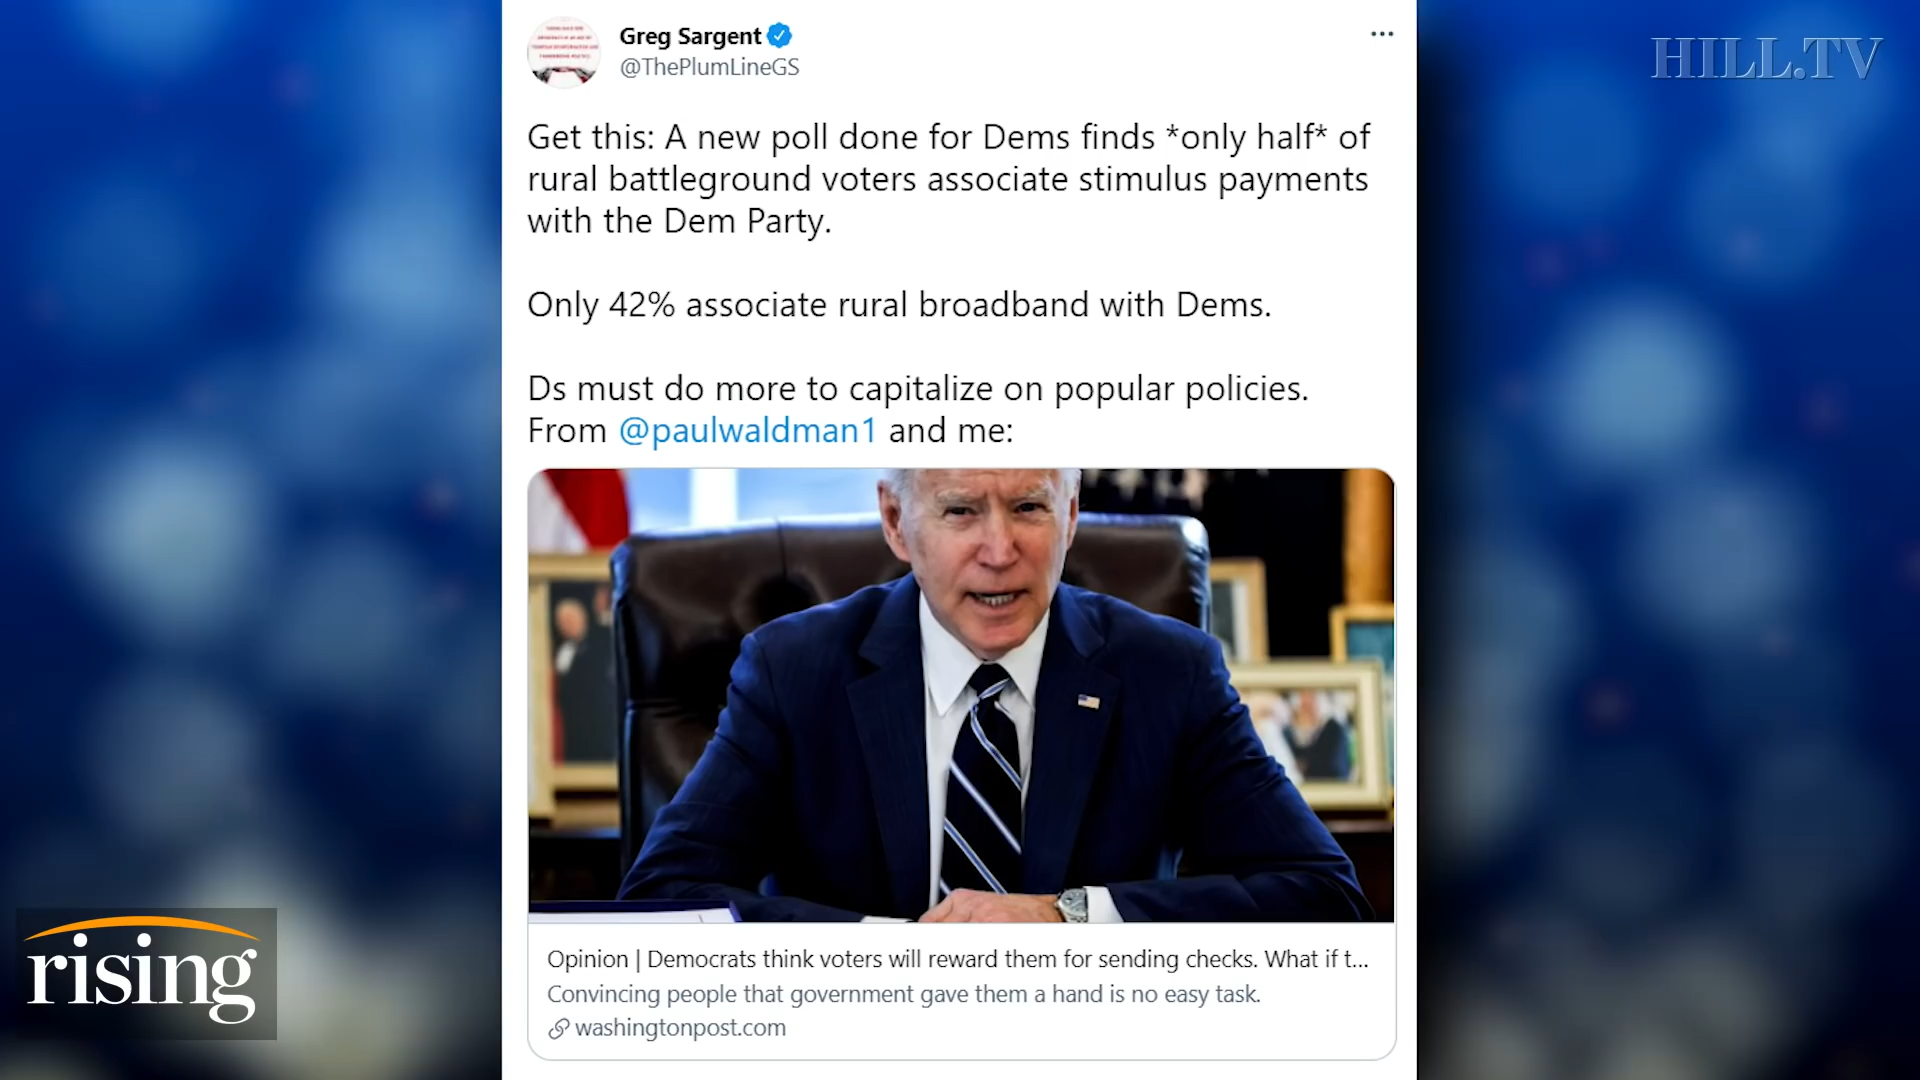 Greg Sargent
@ThePlumLineGS
HILL.TV
Get this: A new poll done for Dems finds *only half* of
rural battleground voters associate stimulus payments
with the Dem Party.
Only 42% associate rural broadband with Dems.
Ds must do more to capitalize on popular policies.
From @paulwaldman1 and me:
Opinion | Democrats think voters will reward them for sending checks. What if t...
Convincing people that government gave them a hand is no easy task.
washingtonpost.com
rising